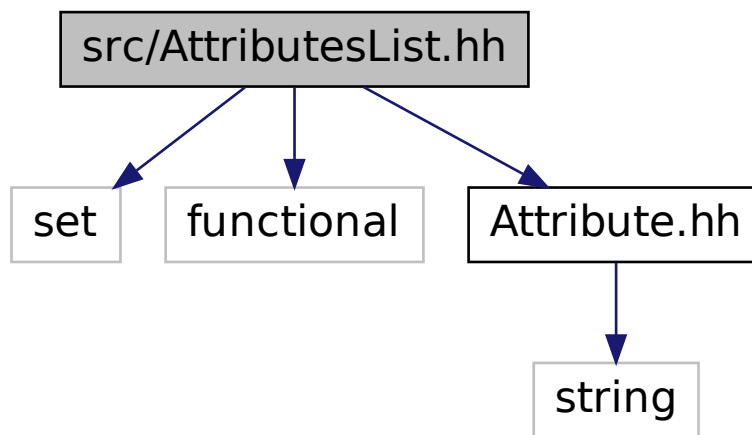 src/AttributesList.hh
set
functional
Attribute.hh
string